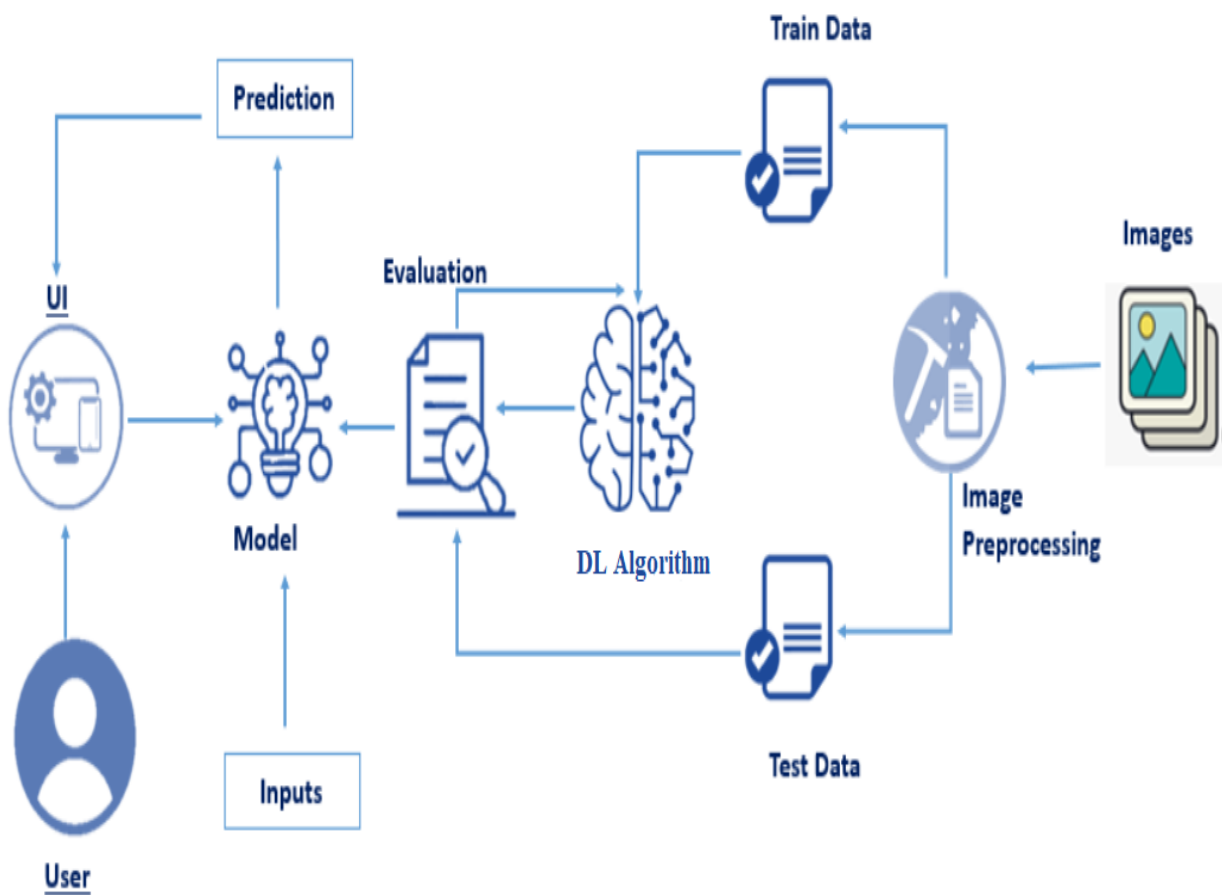 Train Data
Prediction
Images
Evaluation
UI
Image
Preprocessing
Model
DL Algorithm
Test Data
Inputs
User